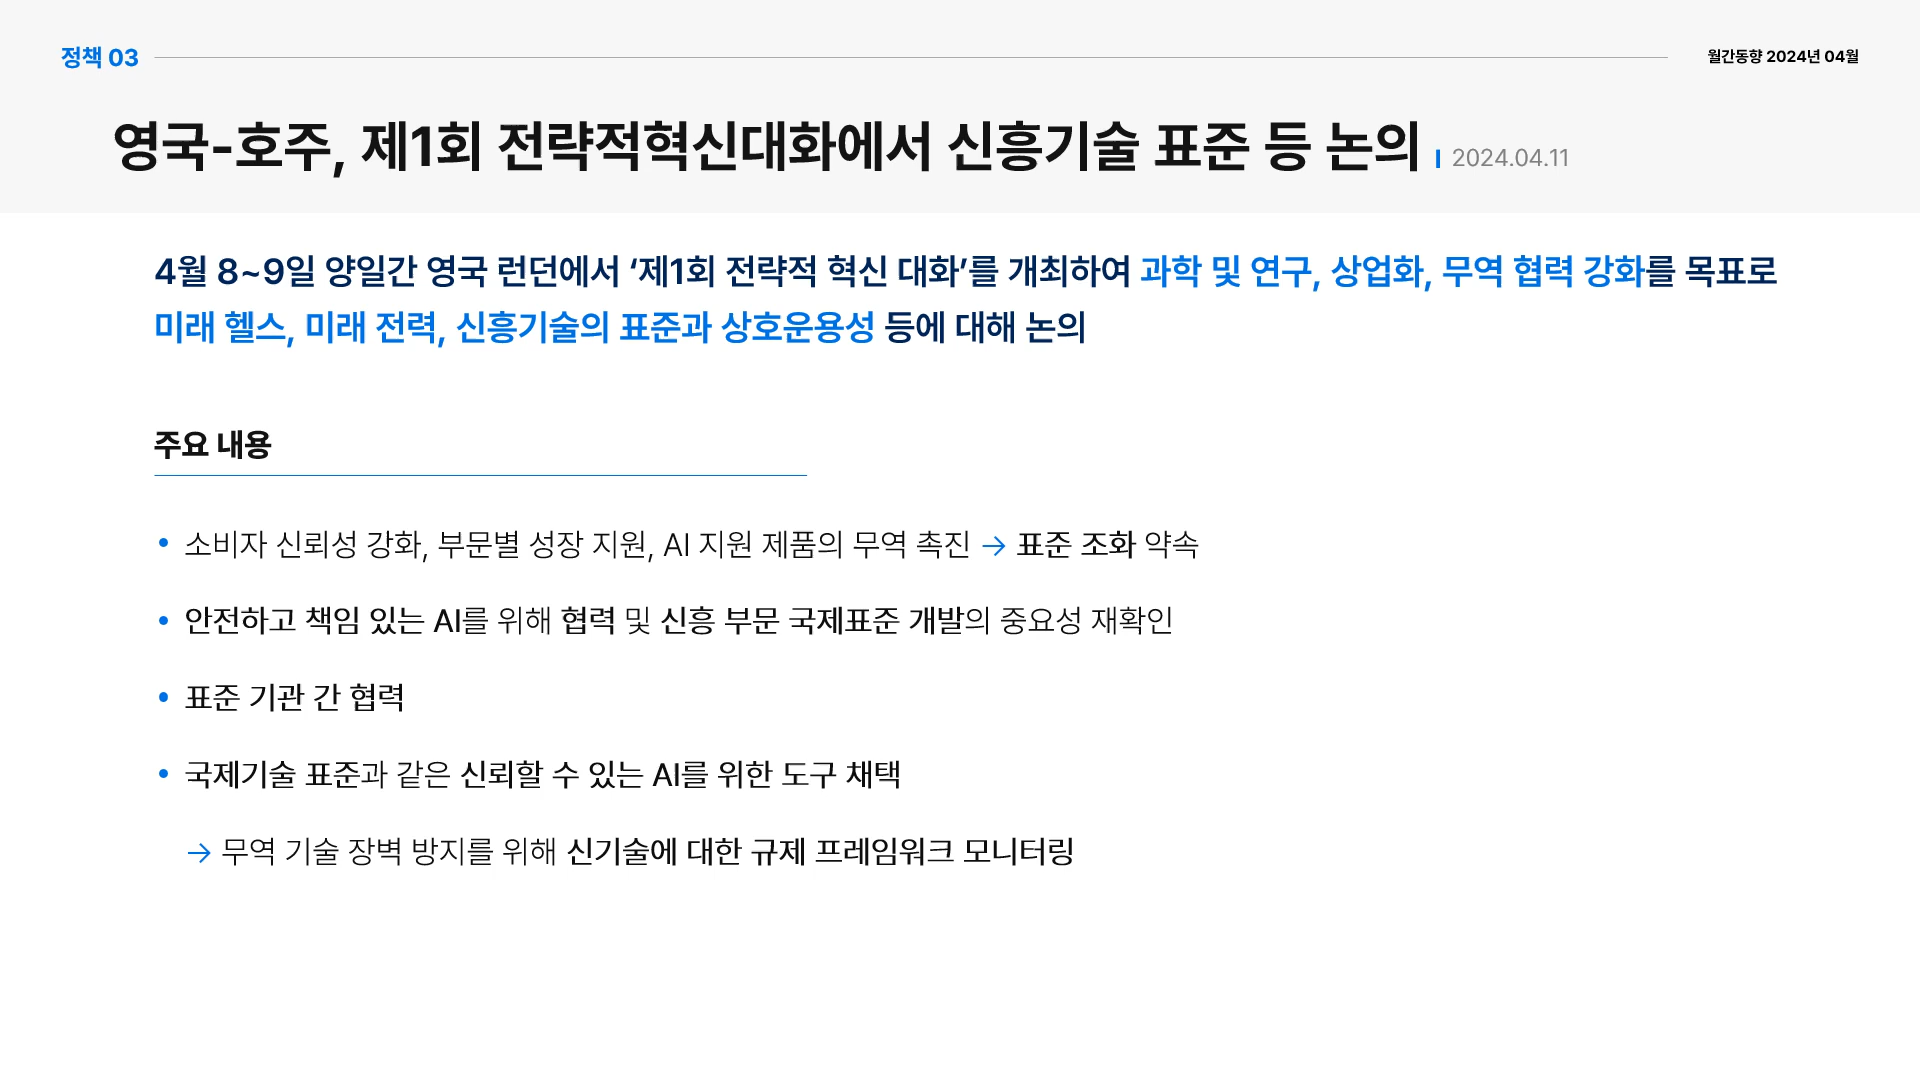 정책 03
월간동향 2024년 04월
영국-호주, 제1회 전략적혁신대화에서 신흥기술 표준 등 논의 2024.04.11
4월 8~9일 양일간 영국 런던에서 ‘제1회 전략적 혁신 대화’를 개최하여 과학 및 연구, 상업화, 무역 협력 강화를 목표로
미래 헬스, 미래 전력, 신흥기술의 표준과 상호운용성 등에 대해 논의
주요 내용
• 소비자 신뢰성 강화, 부문별 성장 지원, AI 지원 제품의 무역 촉진 → 표준 조화 약속
• 안전하고 책임 있는 AI를 위해 협력 및 신흥 부문 국제표준 개발의 중요성 재확인
• 표준 기관 간 협력
• 국제기술 표준과 같은 신뢰할 수 있는 AI를 위한 도구 채택
→ 무역 기술 장벽 방지를 위해 신기술에 대한 규제 프레임워크 모니터링